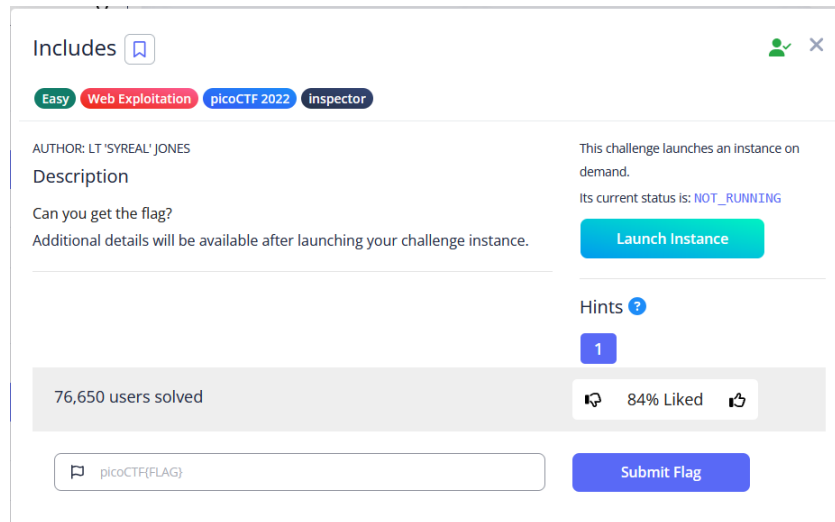 Includes
Easy Web Exploitation picoCTF 2022 inspector
AUTHOR: LT 'SYREAL' JONES
Description
Can you get the flag?
Additional details will be available after launching your challenge instance.
This challenge launches an instance on
demand.
Its current status is: NOT_RUNNING
Launch Instance
Hints ?
1
76,650 users solved
84% Liked
picoCTF{FLAG}
Submit Flag